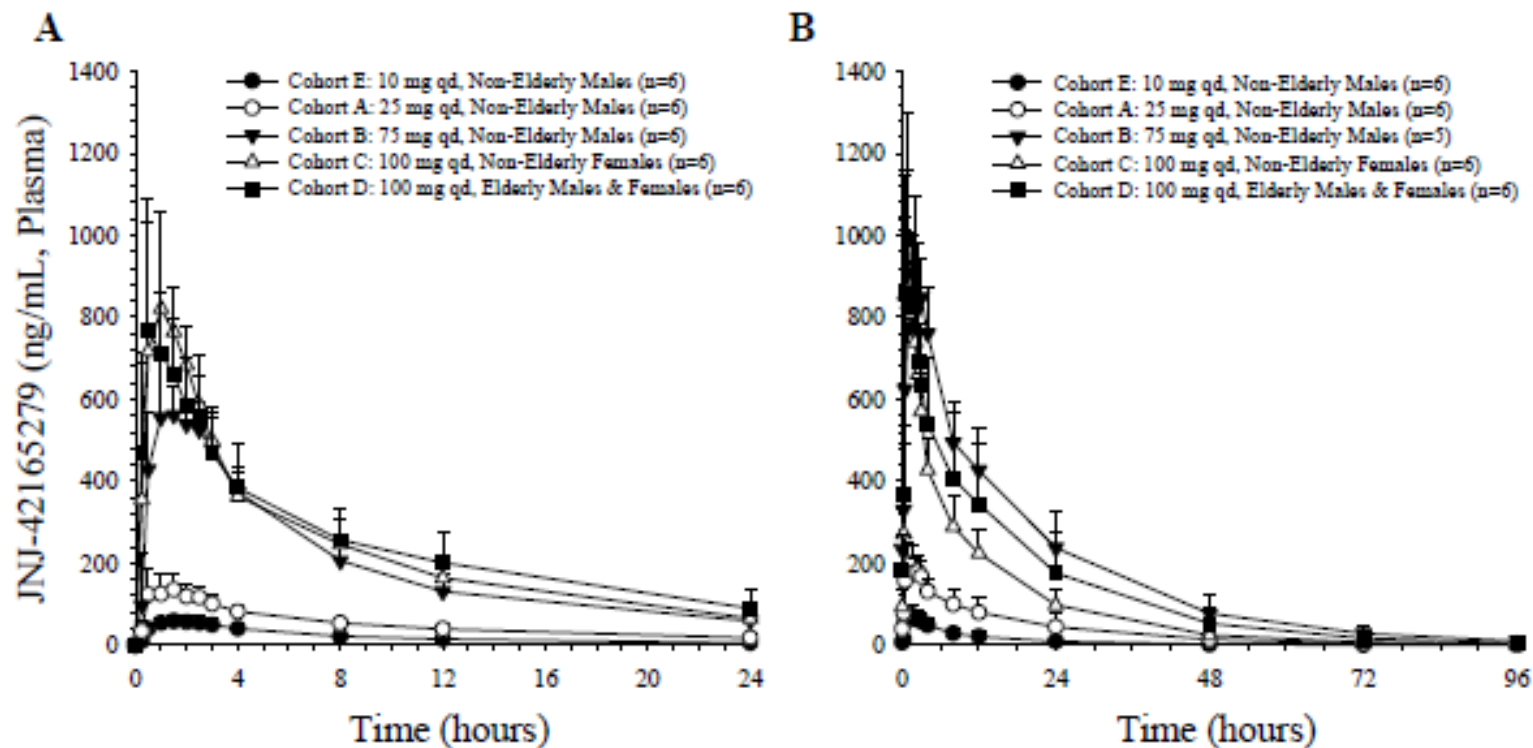 A
B
1400
1200
1000
800
600
400
200
0
JNJ-42165279 (ng/mL, Plasma)
Cohort E: 10 mg qd, Non-Elderly Males (n=6)
Cohort A: 25 mg qd, Non-Elderly Males (n=6)
Cohort B: 75 mg qd, Non-Elderly Males (n=6)
Cohort C: 100 mg qd, Non-Elderly Females (n=6)
Cohort D: 100 mg qd, Elderly Males & Females (n=6)
0 4 8 12 16 20 24
Time (hours)
1400
1200
1000
800
600
400
200
0
Cohort E: 10 mg qd, Non-Elderly Males (n=6)
Cohort A: 25 mg qd, Non-Elderly Males (n=6)
Cohort B: 75 mg qd, Non-Elderly Males (n=5)
Cohort C: 100 mg qd, Non-Elderly Females (n=6)
Cohort D: 100 mg qd, Elderly Males & Females (n=6)
0 24 48 72 96
Time (hours)